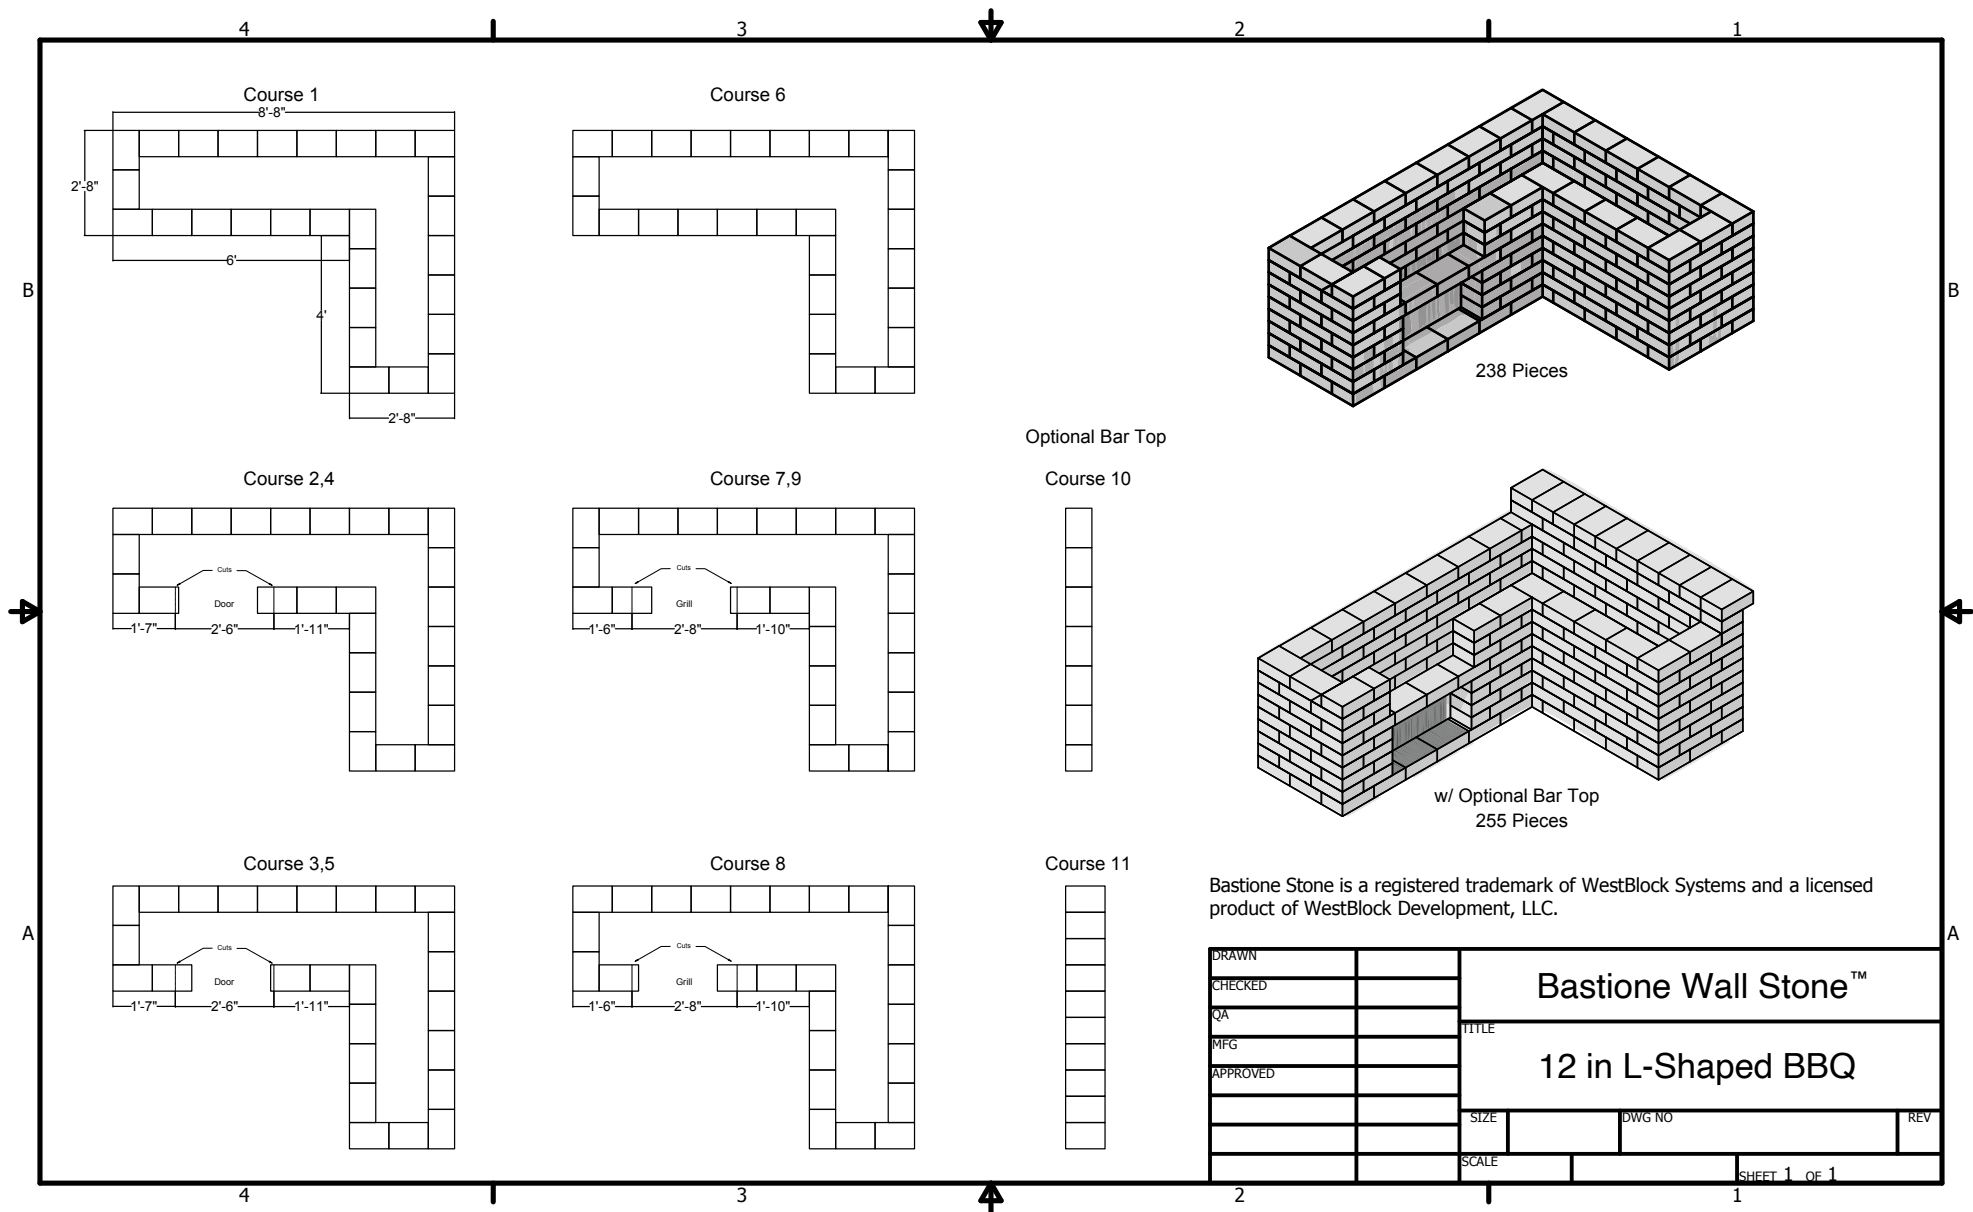 4 3 2 1
Course 1
8'-8"
2'-8"
6'
4'
2'-8"
Course 6
238 Pieces
B B
Optional Bar Top
Course 2,4
Cuts
Door
1'-7" 2'-6" 1'-11"
Course 7,9
Cuts
Grill
1'-6" 2'-8" 1'-10"
Course 10
w/ Optional Bar Top
255 Pieces
Course 3,5
Cuts
Door
1'-7" 2'-6" 1'-11"
Course 8
Cuts
Grill
1'-6" 2'-8" 1'-10"
Course 11
A A
Bastione Stone is a registered trademark of WestBlock Systems and a licensed
product of WestBlock Development, LLC.
DRAWN
CHECKED
QA
MFG
APPROVED
Bastione Wall Stone™
TITLE
12 in L-Shaped BBQ
SIZE DWG NO REV
SCALE
SHEET 1 OF 1
4 3 2 1